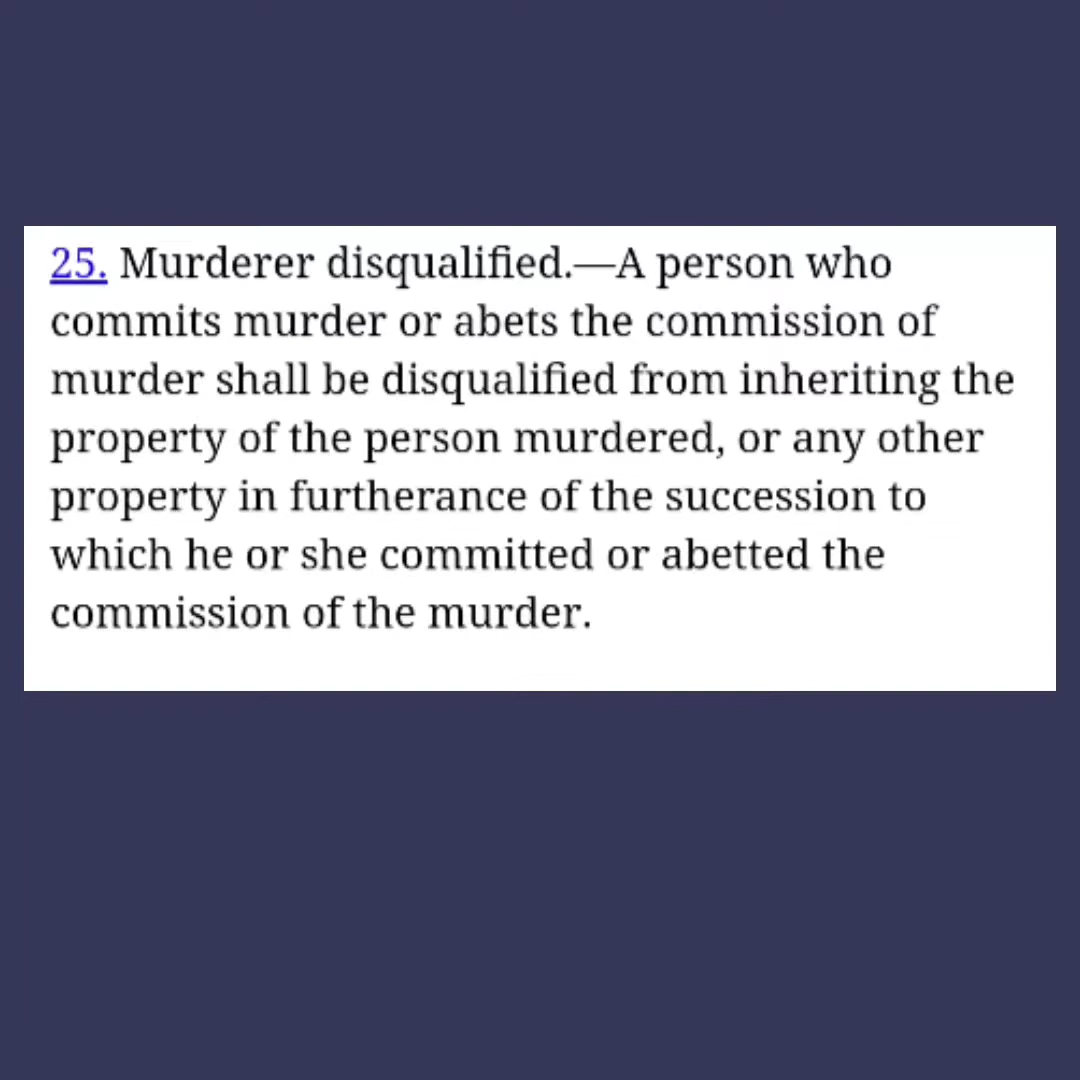 25. Murderer disqualified.—A person who
commits murder or abets the commission of
murder shall be disqualified from inheriting the
property of the person murdered, or any other
property in furtherance of the succession to
which he or she committed or abetted the
commission of the murder.